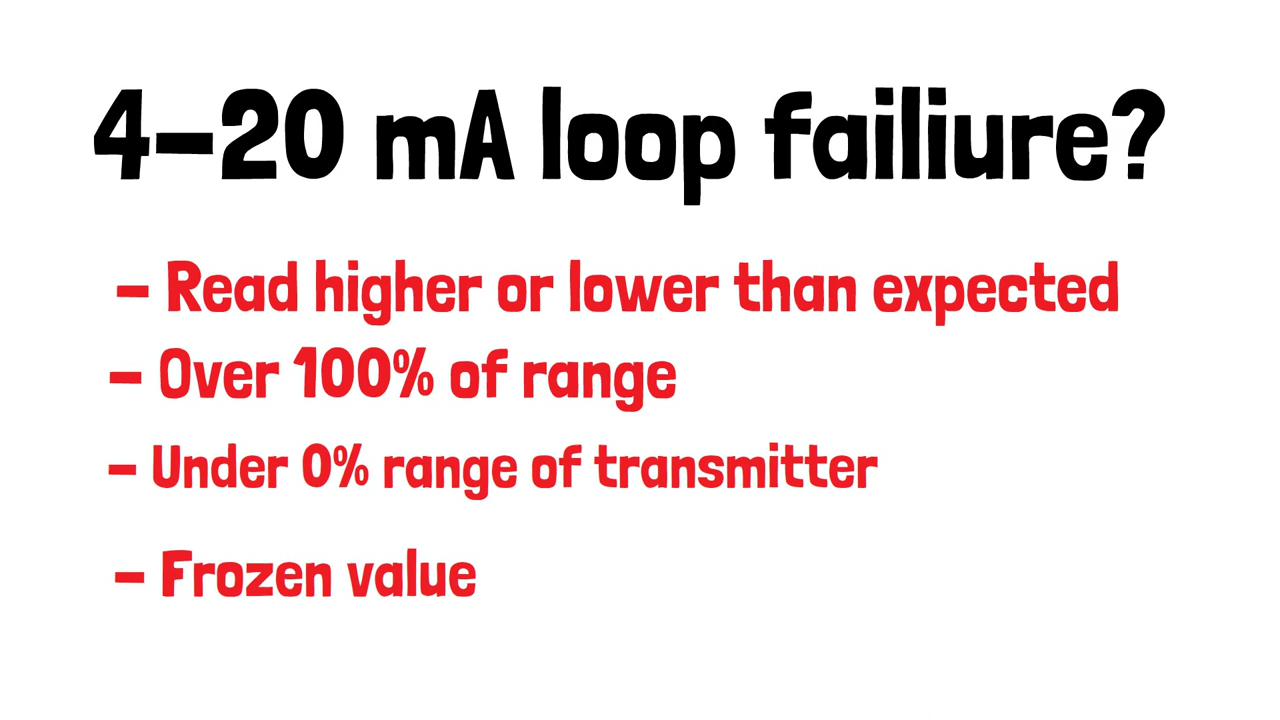 4-20 mA loop failiure?
- Read higher or lower than expected
- Over 100% of range
- Under 0% range of transmitter
- Frozen value